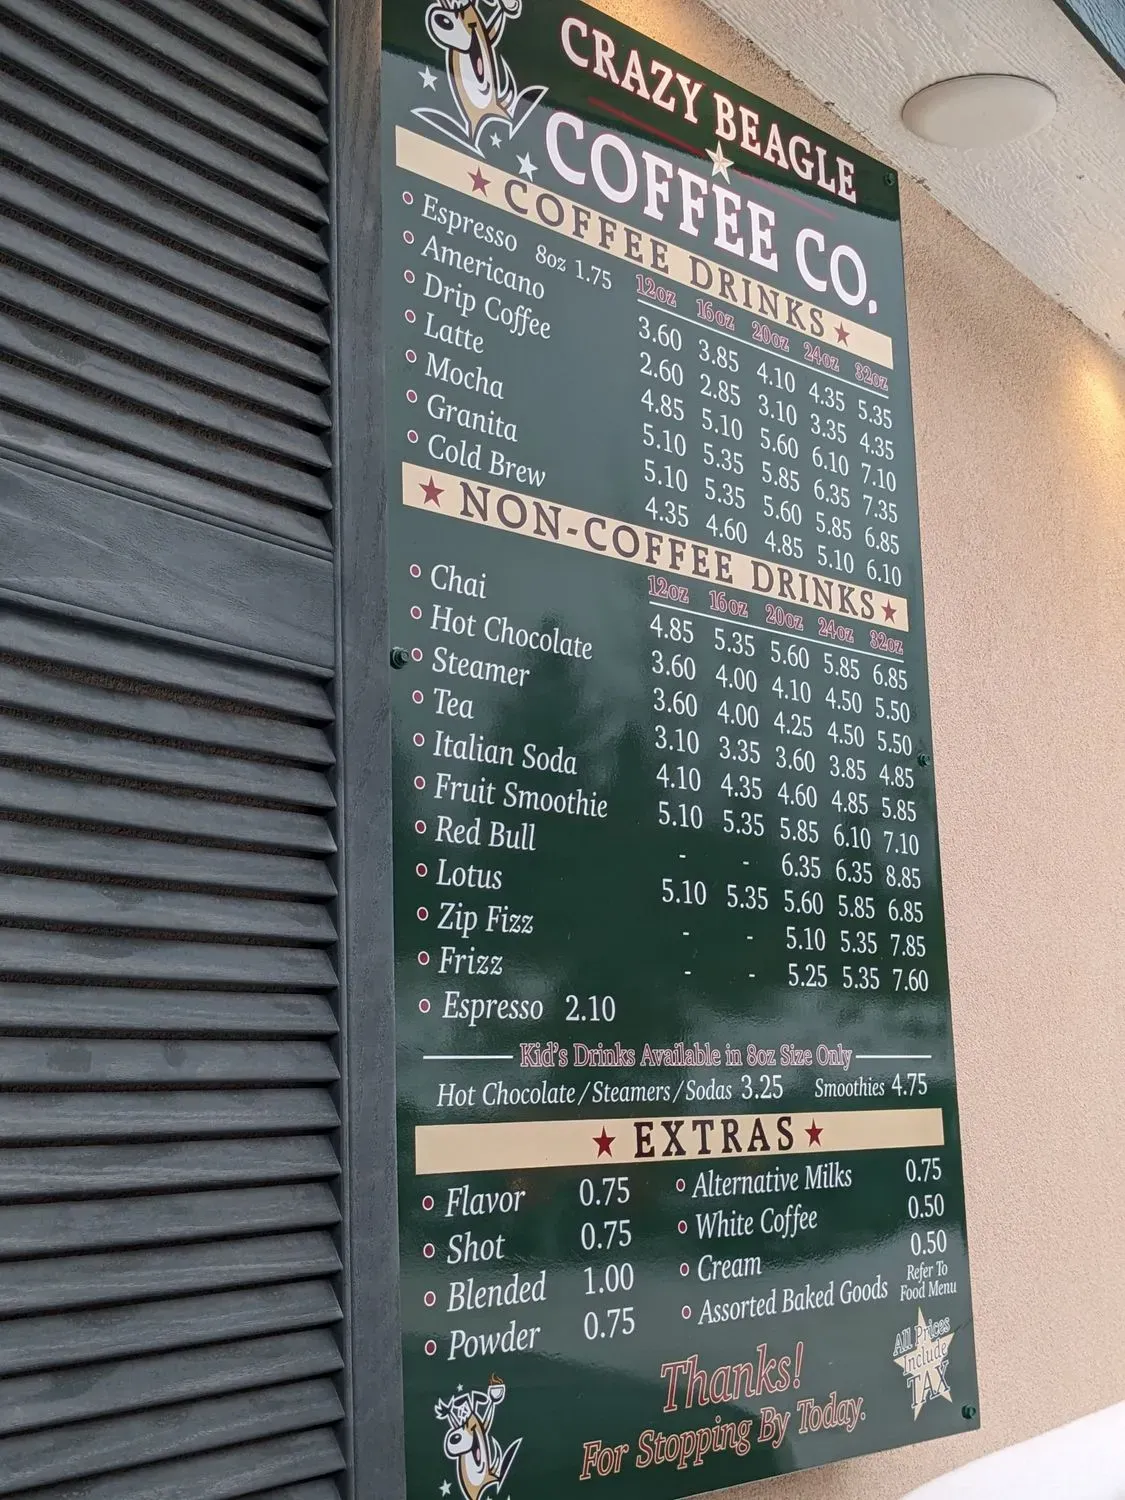 CRAZY BEAGLE
COFFEE CO.
COFFEE DRINKS
Espresso 8oz 1.75 12oz 16oz 20oz 24oz 32oz
Americano 3.60 3.85 4.10 4.35 5.35
Drip Coffee 2.60 2.85 3.10 3.35 4.35
Latte 4.85 5.10 5.60 6.10 7.10
Mocha 5.10 5.35 5.85 6.35 7.35
Granita 5.10 5.35 5.60 5.85 6.85
Cold Brew 4.35 4.60 4.85 5.10 6.10
NON-COFFEE DRINKS
12oz 16oz 20oz 24oz 32oz
Chai 4.85 5.35 5.60 5.85 6.85
Hot Chocolate 3.60 4.00 4.10 4.50 5.50
Steamer 3.60 4.00 4.25 4.50 5.50
Tea 3.10 3.35 3.60 3.85 4.85
Italian Soda 4.10 4.35 4.60 4.85 5.85
Fruit Smoothie 5.10 5.35 5.85 6.10 7.10
Red Bull - - 6.35 6.35 8.85
Lotus 5.10 5.35 5.60 5.85 6.85
Zip Fizz - - 5.10 5.35 7.85
Frizz - - 5.25 5.35 7.60
Espresso 2.10
Kid's Drinks Available in 8oz Size Only
Hot Chocolate / Steamers / Sodas 3.25 Smoothies 4.75
EXTRAS
Flavor 0.75
Shot 0.75
Blended 1.00
Powder 0.75
Alternative Milks 0.75
White Coffee 0.50
Cream 0.50
Assorted Baked Goods Refer To
Food Menu
All Prices
Include
TAX
Thanks!
For Stopping By Today.